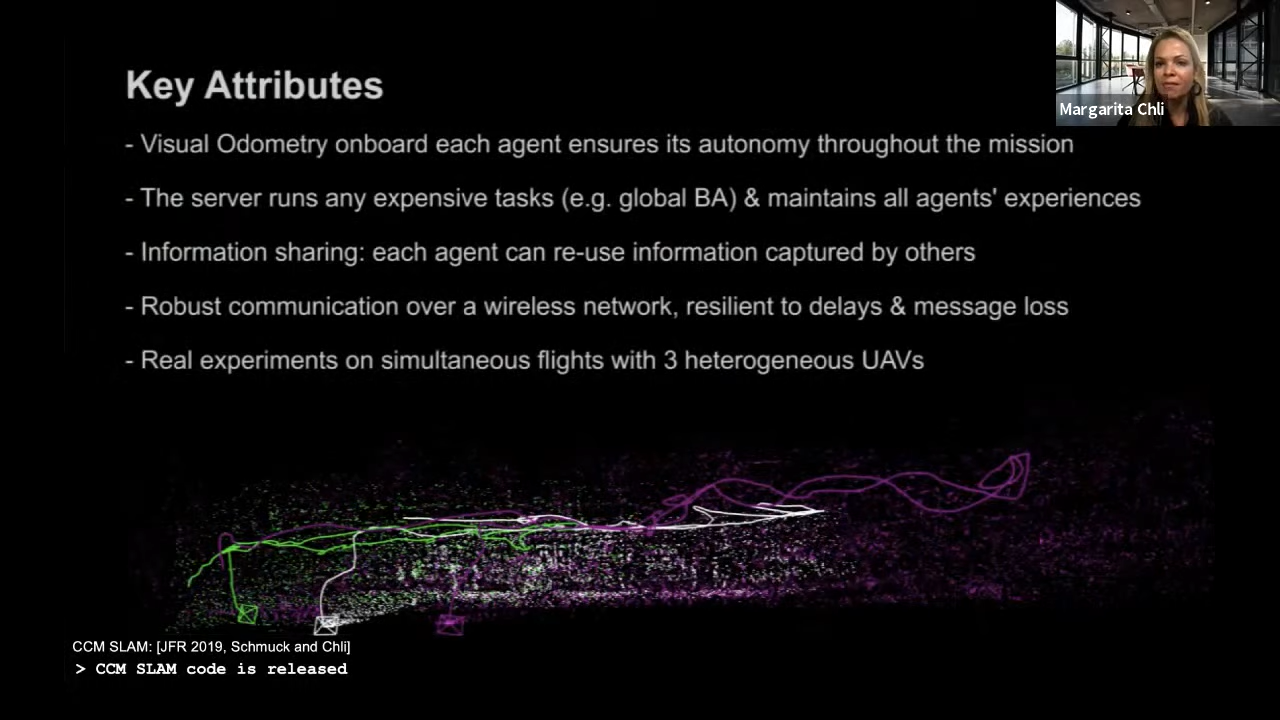 Key Attributes
- Visual Odometry onboard each agent ensures its autonomy throughout the mission
- The server runs any expensive tasks (e.g. global BA) & maintains all agents' experiences
- Information sharing: each agent can re-use information captured by others
- Robust communication over a wireless network, resilient to delays & message loss
- Real experiments on simultaneous flights with 3 heterogeneous UAVs
CCM SLAM: [JFR 2019, Schmuck and Chli]
> CCM SLAM code is released
Margarita Chli